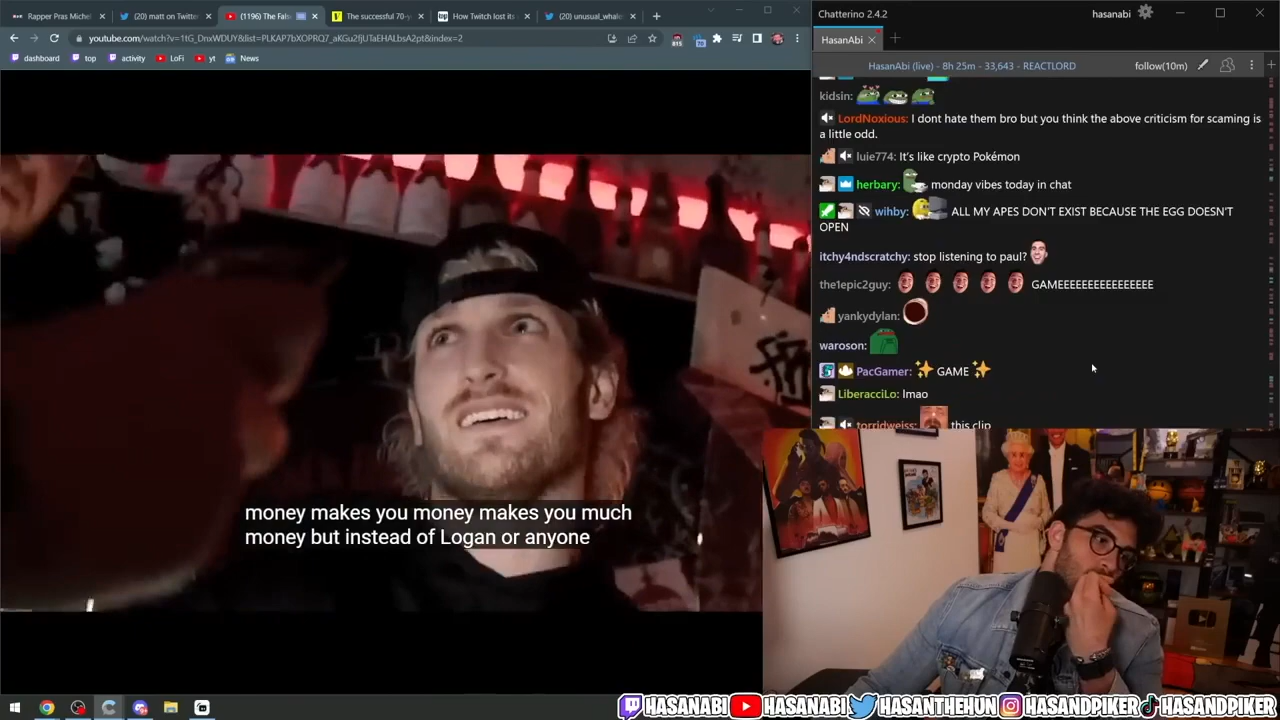 Rapper Pras Michel
(20) matt on Twitter
(1196) The Fals
The successful 70-y
How Twitch lost its
(20) unusual_whale
Chatterino 2.4.2
hasanabi
youtube.com/watch?v=1tG_DnxWDUY&list=PLKAP7bXOPRQ7_aKGu2fjUTaEHALbsA2pt&index=2
HasanAbi
dashboard
top
activity
LoFi
yt
News
HasanAbi (live) - 8h 25m - 33,643 - REACTLORD
follow(10m)
kidsin:
LordNoxious: I dont hate them bro but you think the above criticism for scaming is
a little odd.
luie774: It's like crypto Pokémon
herbary: monday vibes today in chat
wihby: ALL MY APES DON'T EXIST BECAUSE THE EGG DOESN'T
OPEN
itchy4ndscratchy: stop listening to paul?
the1epic2guy: GAMEEEEEEEEEEEEEEEE
yankydylan:
waroson:
PacGamer: ✨ GAME ✨
LiberacciLo: lmao
torridweiss: this clip
money makes you money makes you much
money but instead of Logan or anyone
HASANABI
HASANABI
HASANTHEHUN
HASANDPIKER
HASANDPIKER